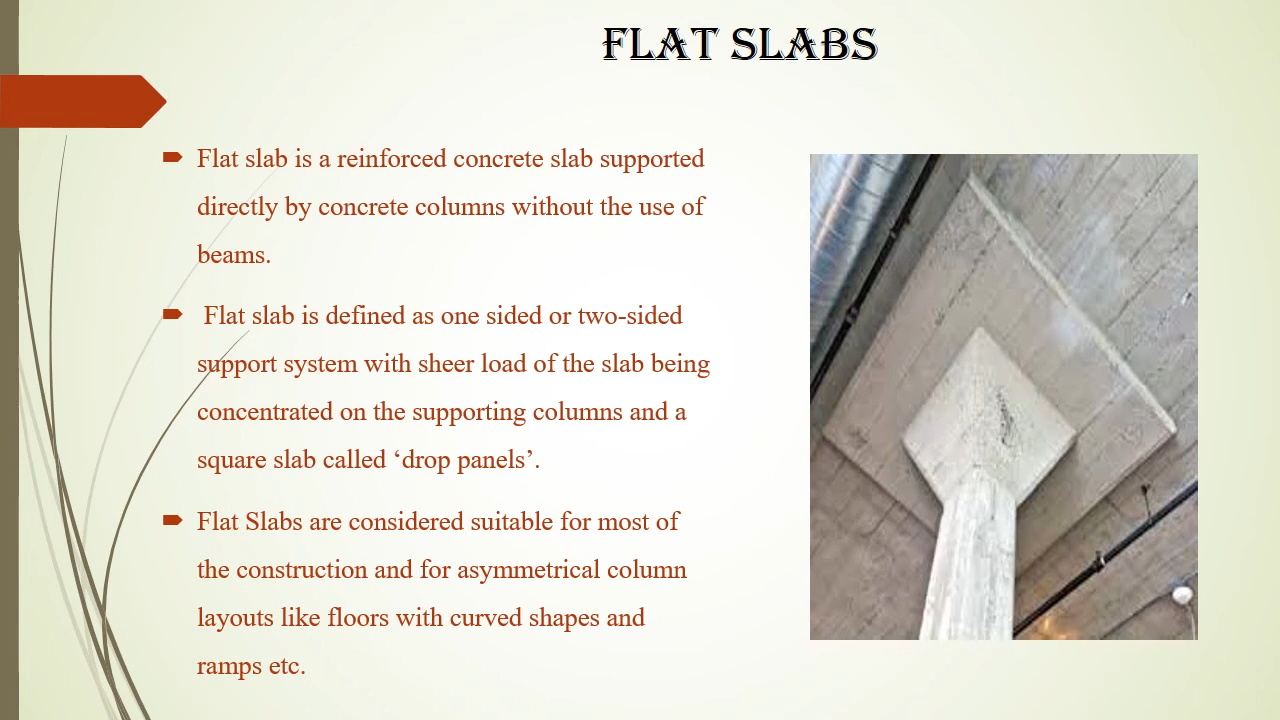 FLAT SLABS
Flat slab is a reinforced concrete slab supported
directly by concrete columns without the use of
beams.
Flat slab is defined as one sided or two-sided
support system with sheer load of the slab being
concentrated on the supporting columns and a
square slab called ‘drop panels’.
Flat Slabs are considered suitable for most of
the construction and for asymmetrical column
layouts like floors with curved shapes and
ramps etc.